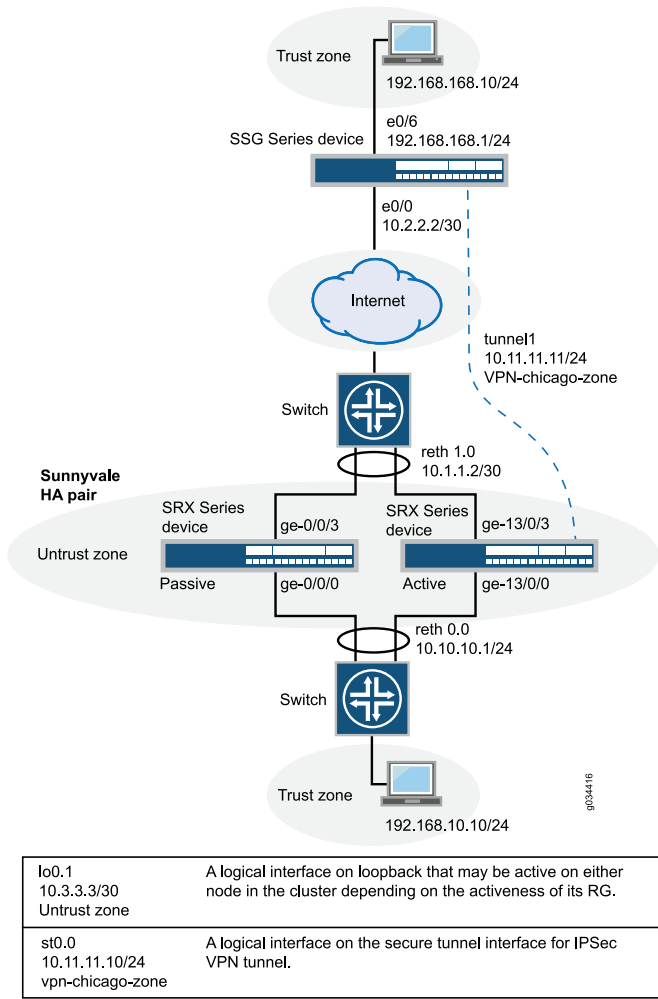 Trust zone
192.168.168.10/24
e0/6
SSG Series device
192.168.168.1/24
e0/0
10.2.2.2/30
Internet
tunnel1
10.11.11.11/24
VPN-chicago-zone
Switch
reth 1.0
10.1.1.2/30
Sunnyvale
HA pair
SRX Series
device
ge-0/0/3
SRX Series
device
ge-13/0/3
Untrust zone
Passive
ge-0/0/0
Active
ge-13/0/0
reth 0.0
10.10.10.1/24
Switch
Trust zone
192.168.10.10/24
g034416
lo0.1
10.3.3.3/30
Untrust zone
A logical interface on loopback that may be active on either
node in the cluster depending on the activeness of its RG.
st0.0
10.11.11.10/24
vpn-chicago-zone
A logical interface on the secure tunnel interface for IPSec
VPN tunnel.